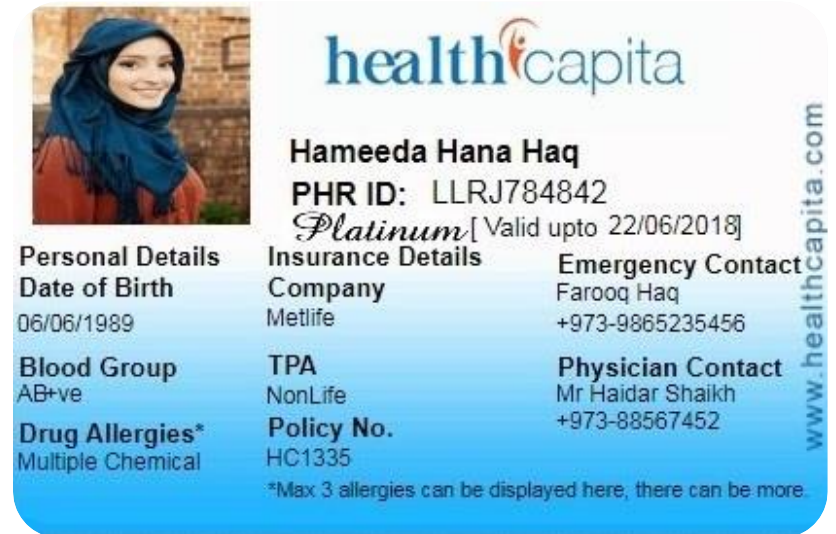 healthcapita
Hameeda Hana Haq
PHR ID: LLRJ784842
Platinum [ Valid upto 22/06/2018]
Personal Details
Date of Birth
06/06/1989
Blood Group
AB+ve
Drug Allergies*
Multiple Chemical
Insurance Details
Company
Metlife
TPA
NonLife
Policy No.
HC1335
Emergency Contact
Farooq Haq
+973-9865235456
Physician Contact
Mr Haidar Shaikh
+973-88567452
*Max 3 allergies can be displayed here, there can be more.
www.healthcapita.com